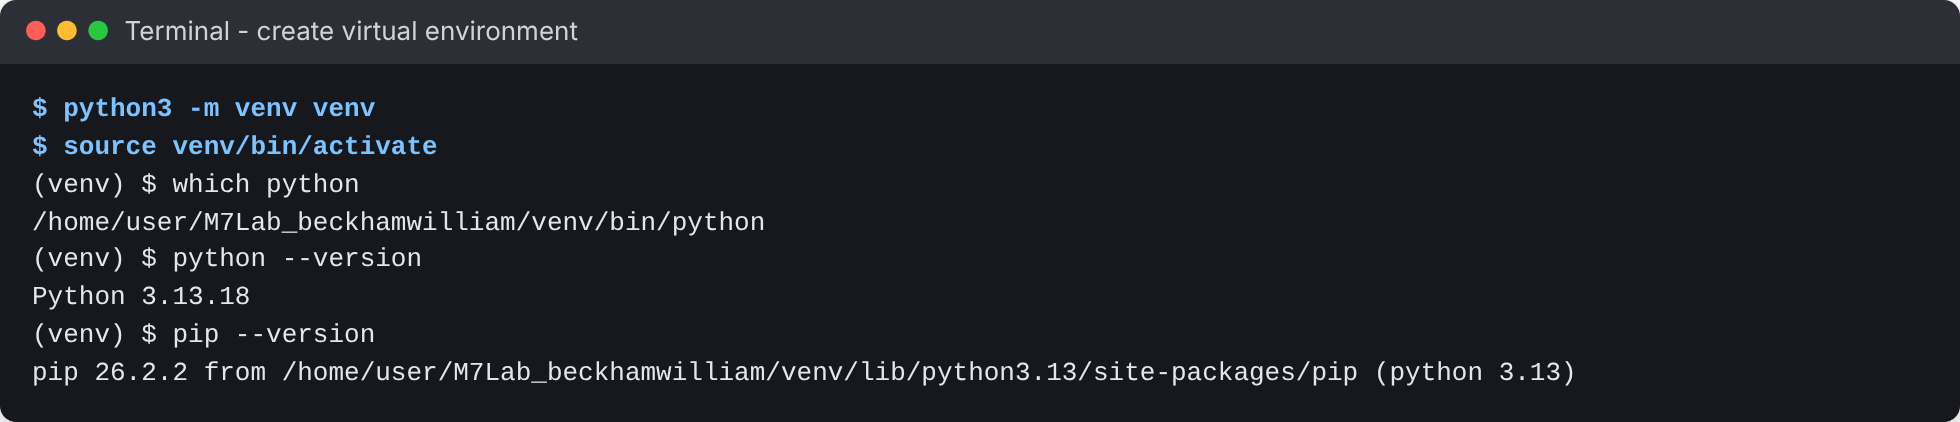 Terminal - create virtual environment
$ python3 -m venv venv
$ source venv/bin/activate
(venv) $ which python
/home/user/M7Lab_beckhamwilliam/venv/bin/python
(venv) $ python --version
Python 3.13.18
(venv) $ pip --version
pip 26.2.2 from /home/user/M7Lab_beckhamwilliam/venv/lib/python3.13/site-packages/pip (python 3.13)